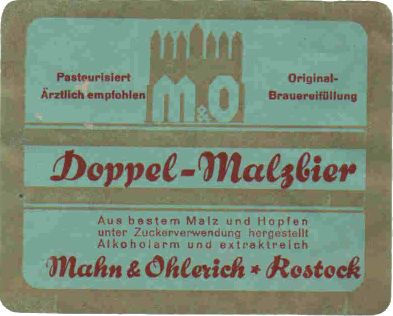 Pasteurisiert
Ärztlich empfohlen
M&O
Original-
Brauereifüllung
Doppel-Malzbier
Aus bestem Malz und Hopfen
unter Zuckerverwendung hergestellt
Alkoholarm und extraktreich
Mahn & Ohlerich * Rostock